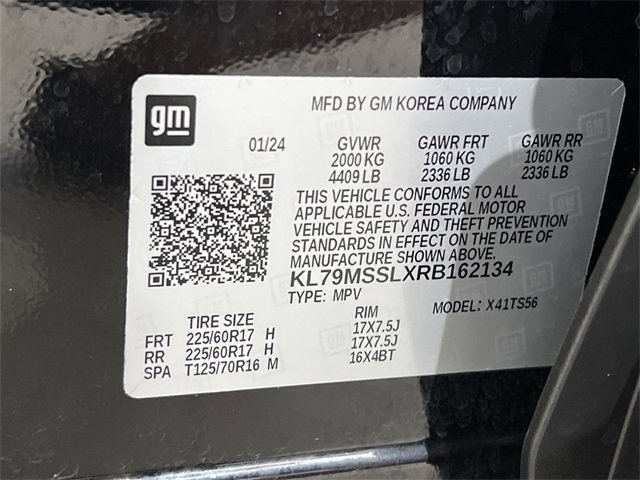 gm
MFD BY GM KOREA COMPANY
01/24 GVWR GAWR FRT GAWR RR
2000 KG 1060 KG 1060 KG
4409 LB 2336 LB 2336 LB
THIS VEHICLE CONFORMS TO ALL
APPLICABLE U.S. FEDERAL MOTOR
VEHICLE SAFETY AND THEFT PREVENTION
STANDARDS IN EFFECT ON THE DATE OF
MANUFACTURE SHOWN ABOVE.
KL79MSSLXRB162134
TYPE: MPV MODEL: X41TS56
TIRE SIZE RIM
FRT 225/60R17 H 17X7.5J
RR 225/60R17 H 17X7.5J
SPA T125/70R16 M 16X4BT